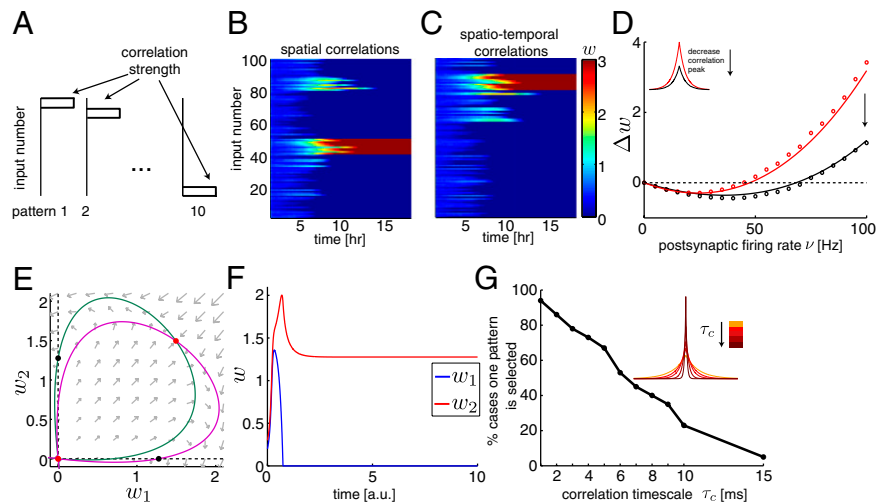 A
correlation
strength
input number
...
pattern 1
2
10
B
spatial correlations
input number
100
80
60
40
20
5
10
15
time [hr]
C
spatio-temporal
correlations
5
10
15
time [hr]
w
3
2
1
0
D
decrease
correlation
peak
Δw
4
2
0
0
50
100
postsynaptic firing rate ν [Hz]
E
w₂
2
1.5
1
0.5
0
0
0.5
1
1.5
2
w₁
F
w
2
1.5
1
0.5
0
0
5
10
time [a.u.]
w₁
w₂
G
% cases one pattern
is selected
100
80
60
40
20
0
τc
2
4
6
8
10
15
correlation timescale τc [ms]